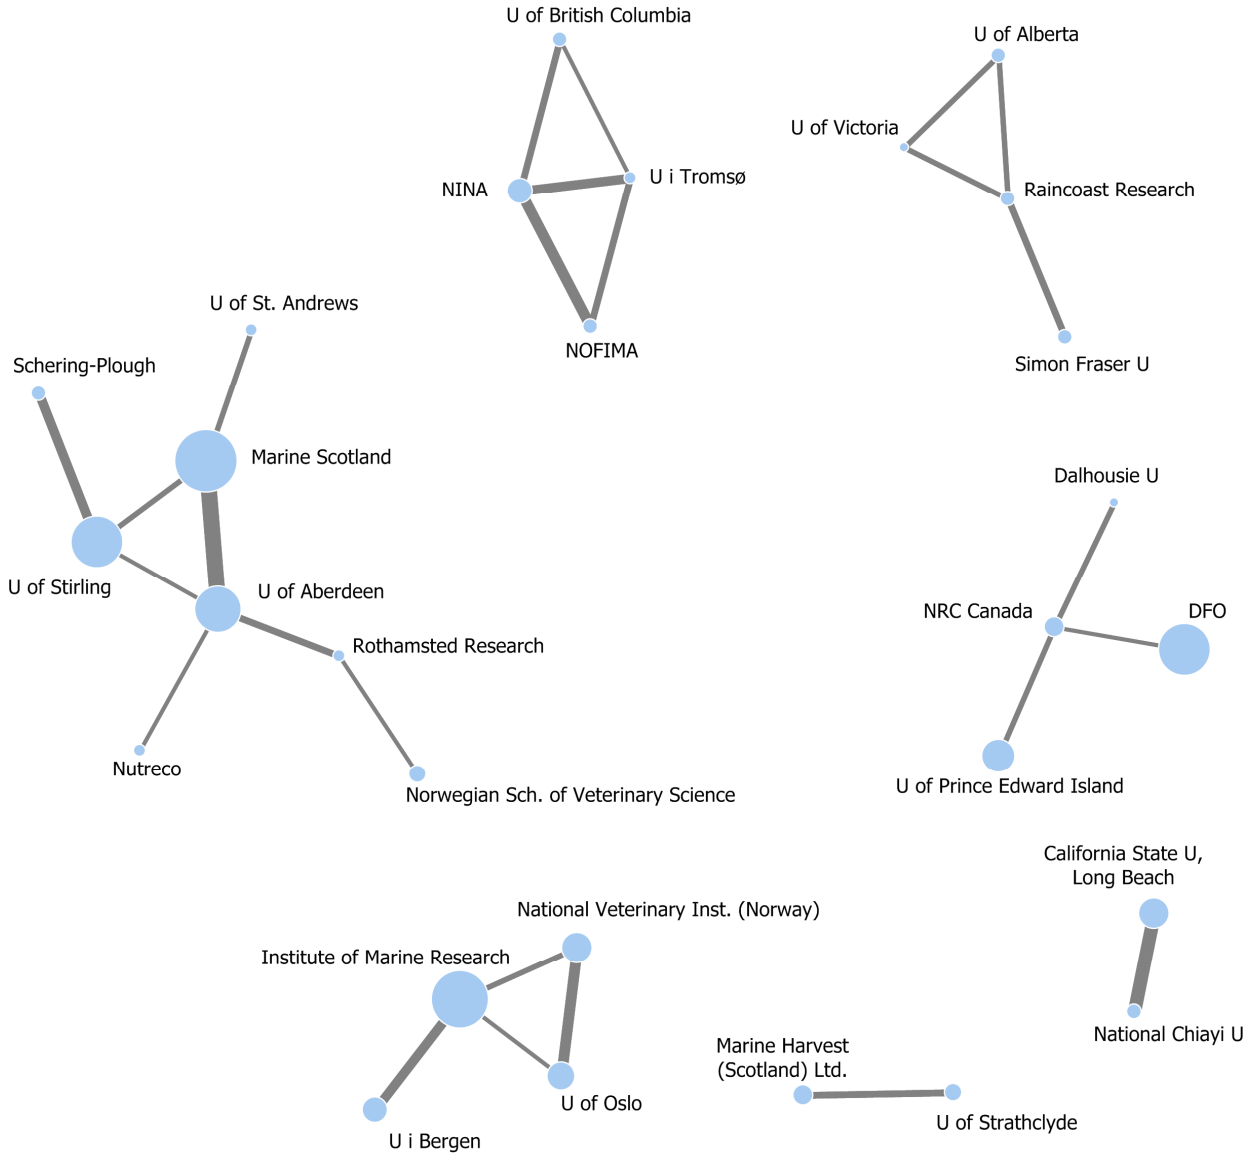 U of British Columbia
U of Alberta
U of Victoria
NINA
U i Tromsø
Raincoast Research
U of St. Andrews
NOFIMA
Schering-Plough
Simon Fraser U
Marine Scotland
Dalhousie U
U of Stirling
U of Aberdeen
NRC Canada
DFO
Rothamsted Research
Nutreco
Norwegian Sch. of Veterinary Science
U of Prince Edward Island
California State U,
Long Beach
National Veterinary Inst. (Norway)
Institute of Marine Research
National Chiayi U
Marine Harvest
(Scotland) Ltd.
U of Oslo
U of Strathclyde
U i Bergen